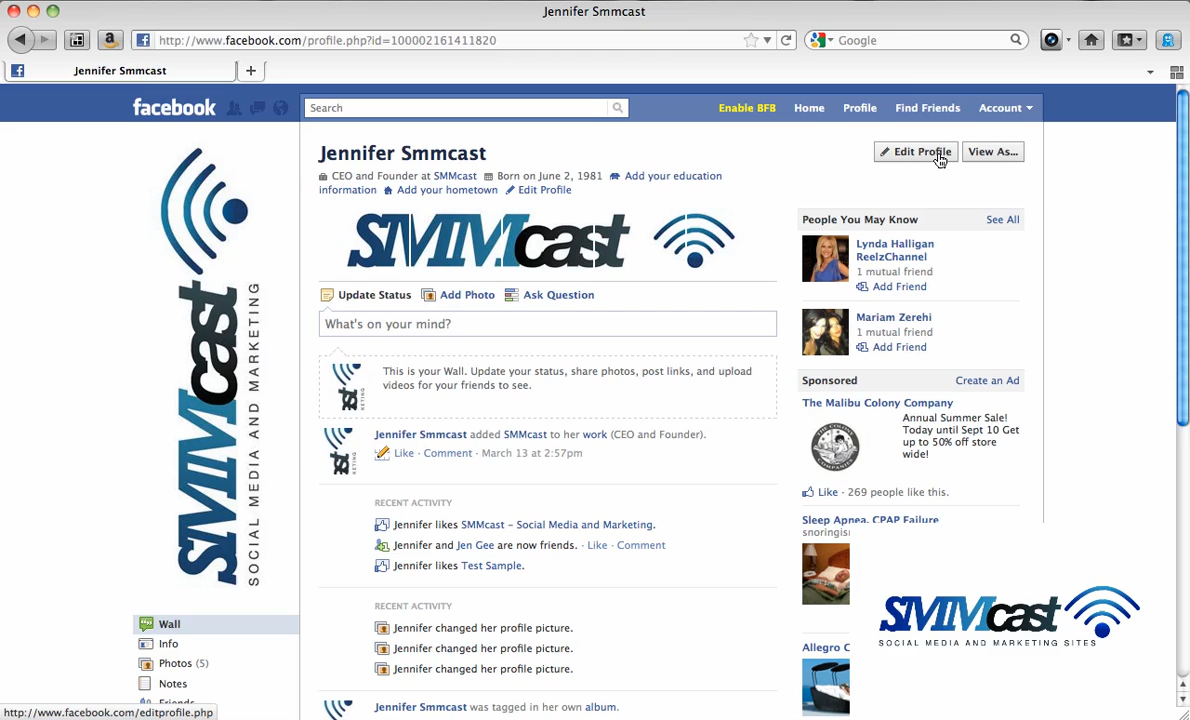 Jennifer Smmcast
http://www.facebook.com/profile.php?id=100002161411820
Google
Jennifer Smmcast
facebook
Search
Enable BFB
Home
Profile
Find Friends
Account
Jennifer Smmcast
Edit Profile
View As...
CEO and Founder at SMMcast Born on June 2, 1981 Add your education
information Add your hometown Edit Profile
SMMcast
SMMcast
SOCIAL MEDIA AND MARKETING
Update Status Add Photo Ask Question
What's on your mind?
This is your Wall. Update your status, share photos, post links, and upload
videos for your friends to see.
Jennifer Smmcast added SMMcast to her work (CEO and Founder).
Like · Comment · March 13 at 2:57pm
RECENT ACTIVITY
Jennifer likes SMMcast – Social Media and Marketing.
Jennifer and Jen Gee are now friends. · Like · Comment
Jennifer likes Test Sample.
RECENT ACTIVITY
Jennifer changed her profile picture.
Jennifer changed her profile picture.
Jennifer changed her profile picture.
Jennifer Smmcast was tagged in her own album.
Wall
Info
Photos (5)
Notes
Friends
People You May Know See All
Lynda Halligan
ReelzChannel
1 mutual friend
Add Friend
Mariam Zerehi
1 mutual friend
Add Friend
Sponsored Create an Ad
The Malibu Colony Company
Annual Summer Sale!
Today until Sept 10 Get
up to 50% off store
wide!
Like · 269 people like this.
Sleep Apnea, CPAP Failure
snoringis
Allegro C
SMMcast
SOCIAL MEDIA AND MARKETING SITES
http://www.facebook.com/editprofile.php